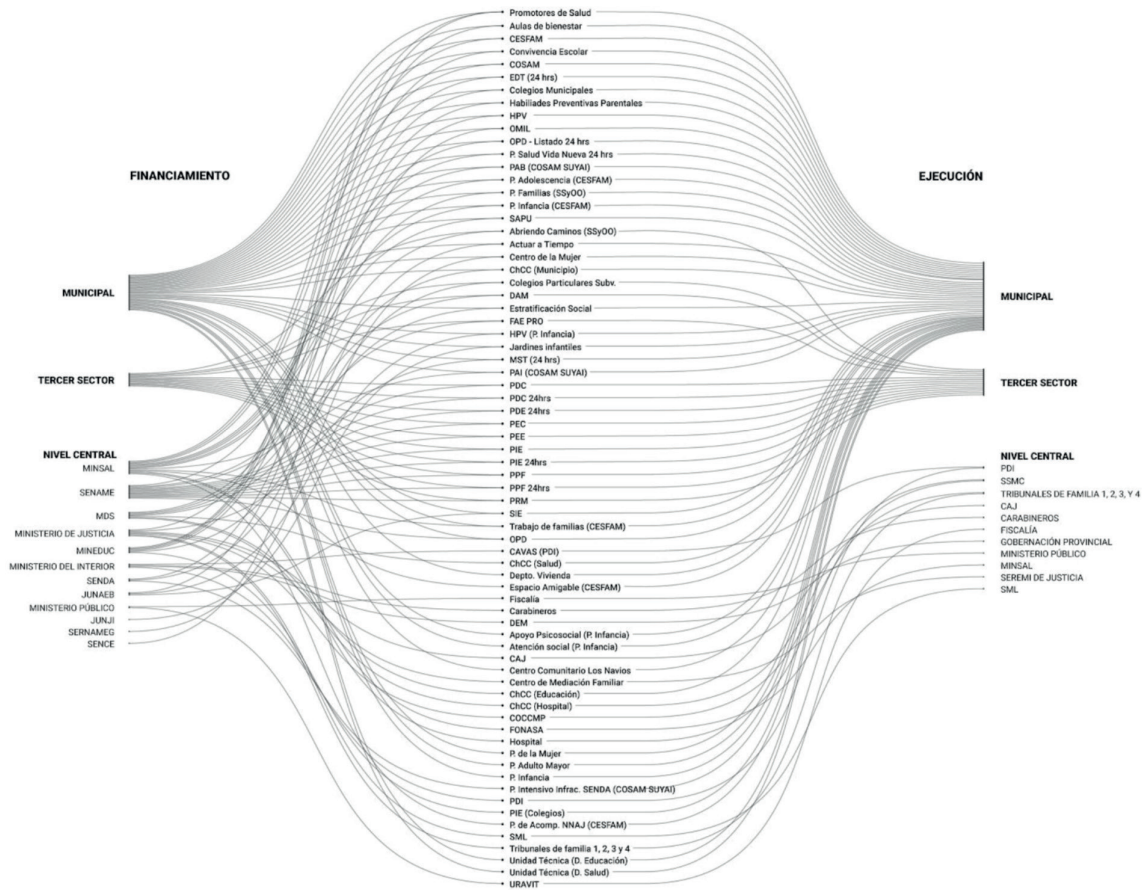 FINANCIAMIENTO
MUNICIPAL
TERCER SECTOR
NIVEL CENTRAL
MINSAL
SENAME
MDS
MINISTERIO DE JUSTICIA
MINEDUC
MINISTERIO DEL INTERIOR
SENDA
JUNAEB
MINISTERIO PÚBLICO
JUNJI
SERNAMEG
SENCE
Promotores de Salud
Aulas de bienestar
CESFAM
Convivencia Escolar
COSAM
EDT (24 hrs)
Colegios Municipales
Habiliades Preventivas Parentales
HPV
OMIL
OPD - Listado 24 hrs
P. Salud Vida Nueva 24 hrs
PAB (COSAM SUYAI)
P. Adolescencia (CESFAM)
P. Familias (SSyOO)
P. Infancia (CESFAM)
SAPU
Abriendo Caminos (SSyOO)
Actuar a Tiempo
Centro de la Mujer
ChCC (Municipio)
Colegios Particulares Subv.
DAM
Estratificación Social
FAE PRO
HPV (P. Infancia)
Jardines infantiles
MST (24 hrs)
PAI (COSAM SUYAI)
PDC
PDC 24hrs
PDE 24hrs
PEC
PEE
PIE
PIE 24hrs
PPF
PPF 24hrs
PRM
SIE
Trabajo de familias (CESFAM)
OPD
CAVAS (PDI)
ChCC (Salud)
Depto. Vivienda
Espacio Amigable (CESFAM)
Fiscalía
Carabineros
DEM
Apoyo Psicosocial (P. Infancia)
Atención social (P. Infancia)
CAJ
Centro Comunitario Los Navios
Centro de Mediación Familiar
ChCC (Educación)
ChCC (Hospital)
COCCMP
FONASA
Hospital
P. de la Mujer
P. Adulto Mayor
P. Infancia
P. Intensivo Infrac. SENDA (COSAM SUYAI)
PDI
PIE (Colegios)
P. de Acomp. NNAJ (CESFAM)
SML
Tribunales de familia 1, 2, 3 y 4
Unidad Técnica (D. Educación)
Unidad Técnica (D. Salud)
URAVIT
EJECUCIÓN
MUNICIPAL
TERCER SECTOR
NIVEL CENTRAL
PDI
SSMC
TRIBUNALES DE FAMILIA 1, 2, 3, Y 4
CAJ
CARABINEROS
FISCALÍA
GOBERNACIÓN PROVINCIAL
MINISTERIO PÚBLICO
MINSAL
SEREMI DE JUSTICIA
SML